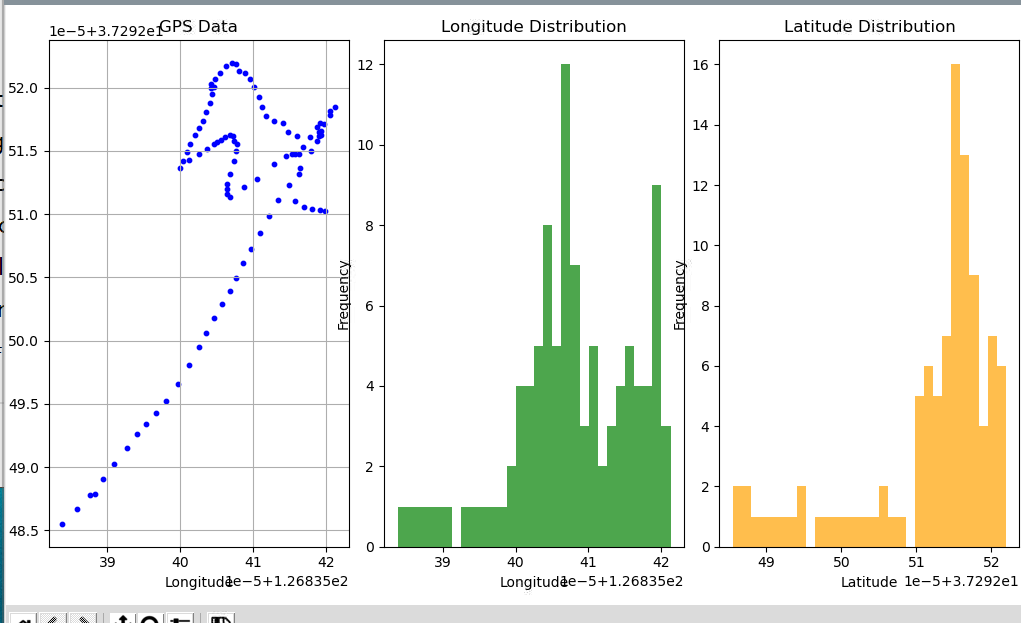 GPS Data
1e−5+3.7292e1
52.0
51.5
51.0
50.5
50.0
49.5
49.0
48.5
39 40 41 42
Longitude
1e−5+1.26835e2
Longitude Distribution
Frequency
12
10
8
6
4
2
0
39 40 41 42
Longitude
1e−5+1.26835e2
Latitude Distribution
Frequency
16
14
12
10
8
6
4
2
0
49 50 51 52
Latitude
1e−5+3.7292e1